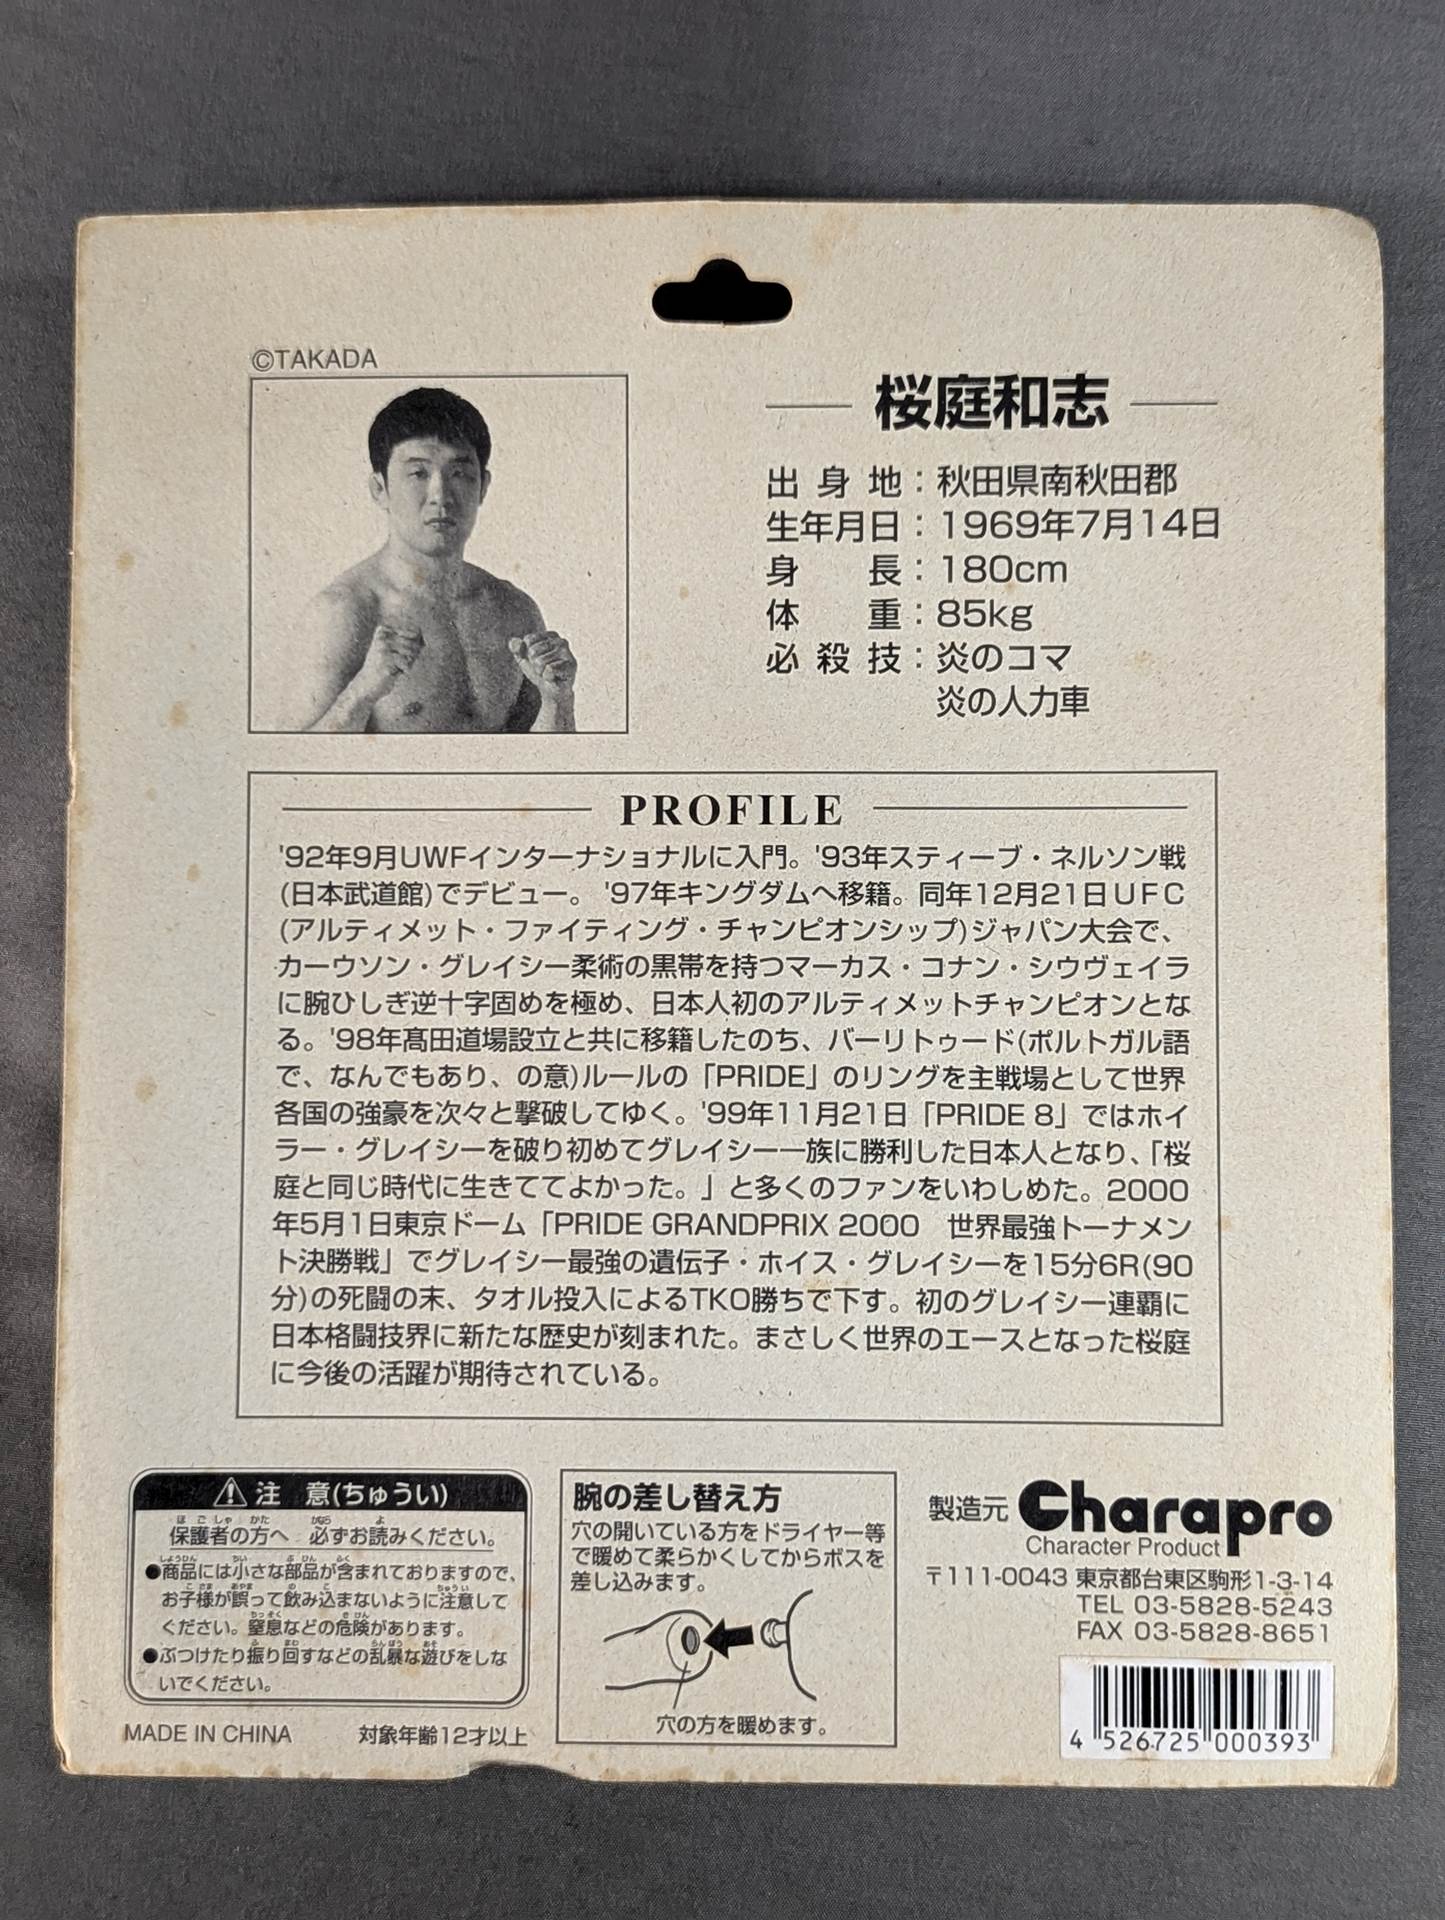 ©TAKADA
桜庭和志
出身地：秋田県南秋田郡
生年月日：1969年7月14日
身長：180cm
体重：85kg
必殺技：炎のコマ
炎の人力車
PROFILE
'92年9月UWFインターナショナルに入門。'93年スティーブ・ネルソン戦
(日本武道館)でデビュー。'97年キングダムへ移籍。同年12月21日UFC
(アルティメット・ファイティング・チャンピオンシップ)ジャパン大会で、
カーウソン・グレイシー柔術の黒帯を持つマーカス・コナン・シウヴェイラ
に腕ひしぎ逆十字固めを極め、日本人初のアルティメットチャンピオンとな
る。'98年髙田道場設立と共に移籍したのち、バーリトゥード(ポルトガル語
で、なんでもあり、の意)ルールの「PRIDE」のリングを主戦場として世界
各国の強豪を次々と撃破してゆく。'99年11月21日「PRIDE 8」ではホイ
ラー・グレイシーを破り初めてグレイシー一族に勝利した日本人となり、「桜
庭と同じ時代に生きててよかった。」と多くのファンをいわしめた。2000
年5月1日東京ドーム「PRIDE GRANDPRIX 2000　世界最強トーナメン
ト決勝戦」でグレイシー最強の遺伝子・ホイス・グレイシーを15分6R(90
分)の死闘の末、タオル投入によるTKO勝ちで下す。初のグレイシー連覇に
日本格闘技界に新たな歴史が刻まれた。まさしく世界のエースとなった桜庭
に今後の活躍が期待されている。
注　意(ちゅうい)
保護者の方へ　必ずお読みください。
●商品には小さな部品が含まれておりますので、
お子様が誤って飲み込まないように注意して
ください。窒息などの危険があります。
●ぶつけたり振り回すなどの乱暴な遊びをしな
いでください。
MADE IN CHINA　対象年齢12才以上
腕の差し替え方
穴の開いている方をドライヤー等
で暖めて柔らかくしてからボスを
差し込みます。
穴の方を暖めます。
製造元 Charapro
Character Product
〒111-0043 東京都台東区駒形1-3-14
TEL 03-5828-5243
FAX 03-5828-8651
4 526725 000393